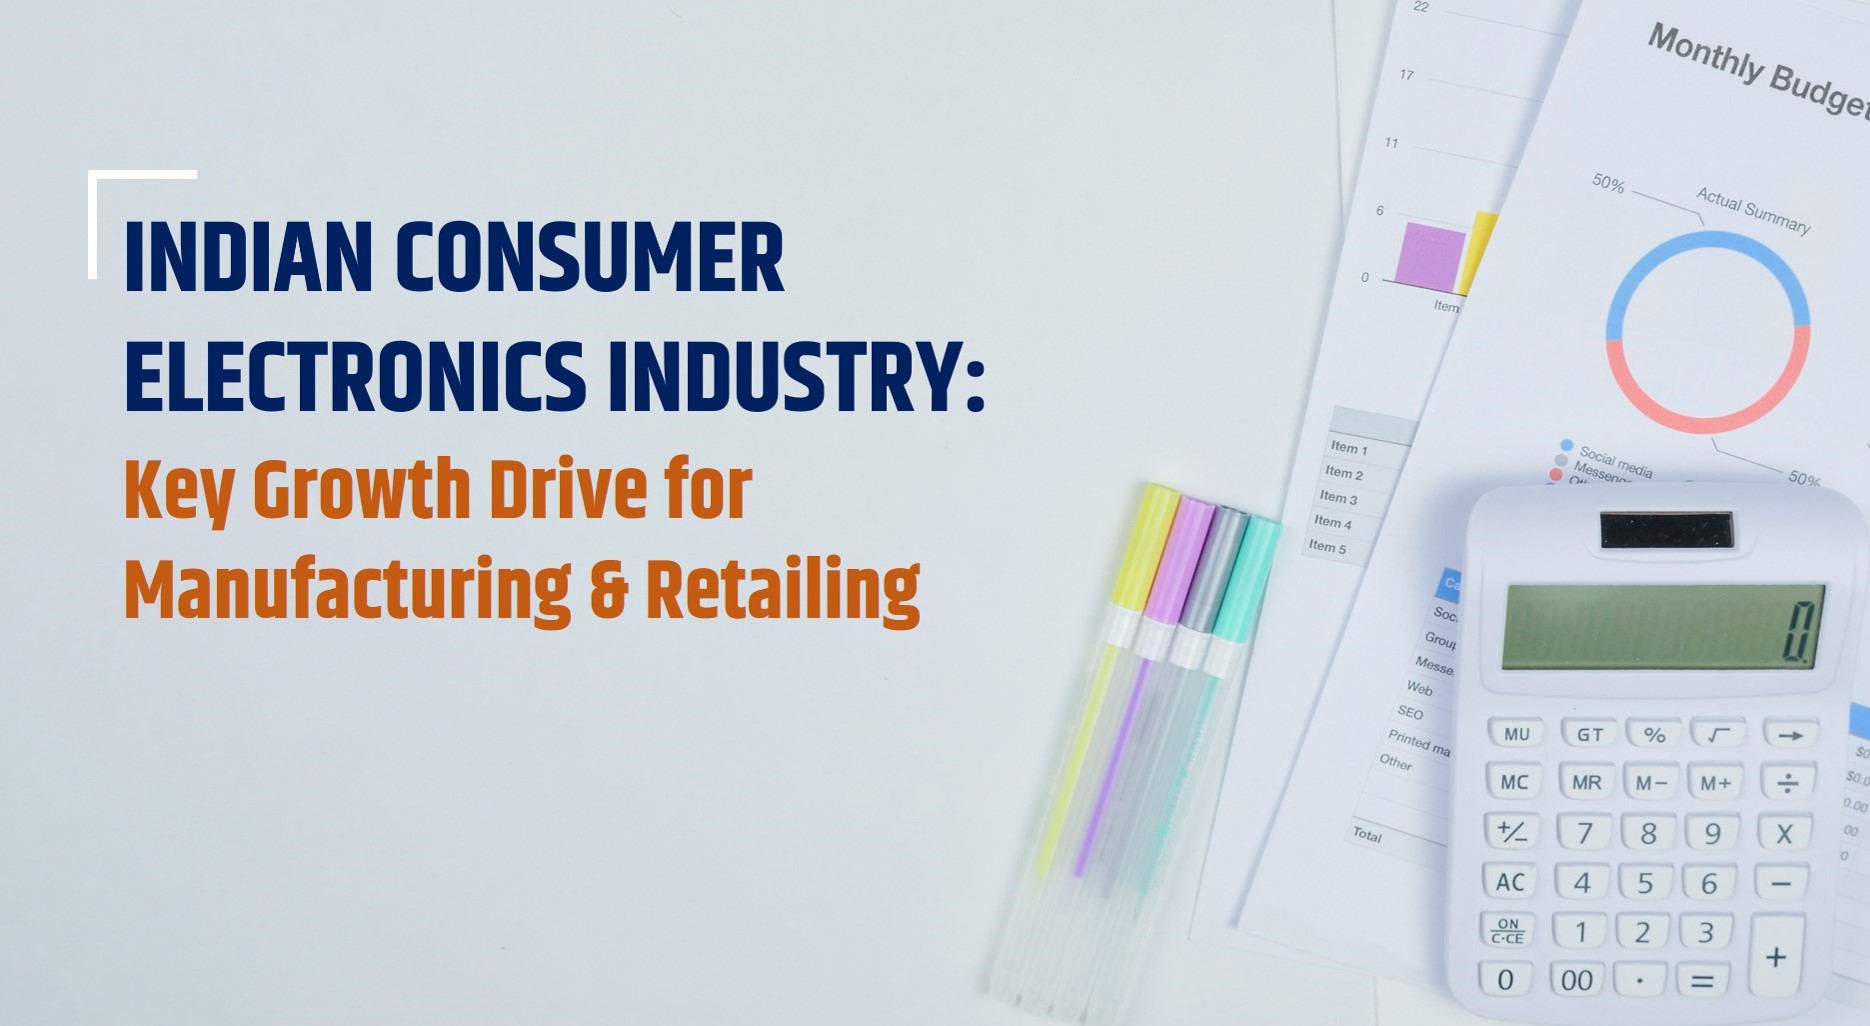 INDIAN CONSUMER
ELECTRONICS INDUSTRY:
Key Growth Drive for
Manufacturing & Retailing
22
17
11
6
0
Item
Item 1
Item 2
Item 3
Item 4
Item 5
Monthly Budget
50%
Actual Summary
Social media
50%
Web
SEO
Printed
Other
Total
0.
MU GT % √ →
MC MR M− M+ ÷
+/− 7 8 9 X
AC 4 5 6 −
ON
C·CE 1 2 3 +
0 00 · =